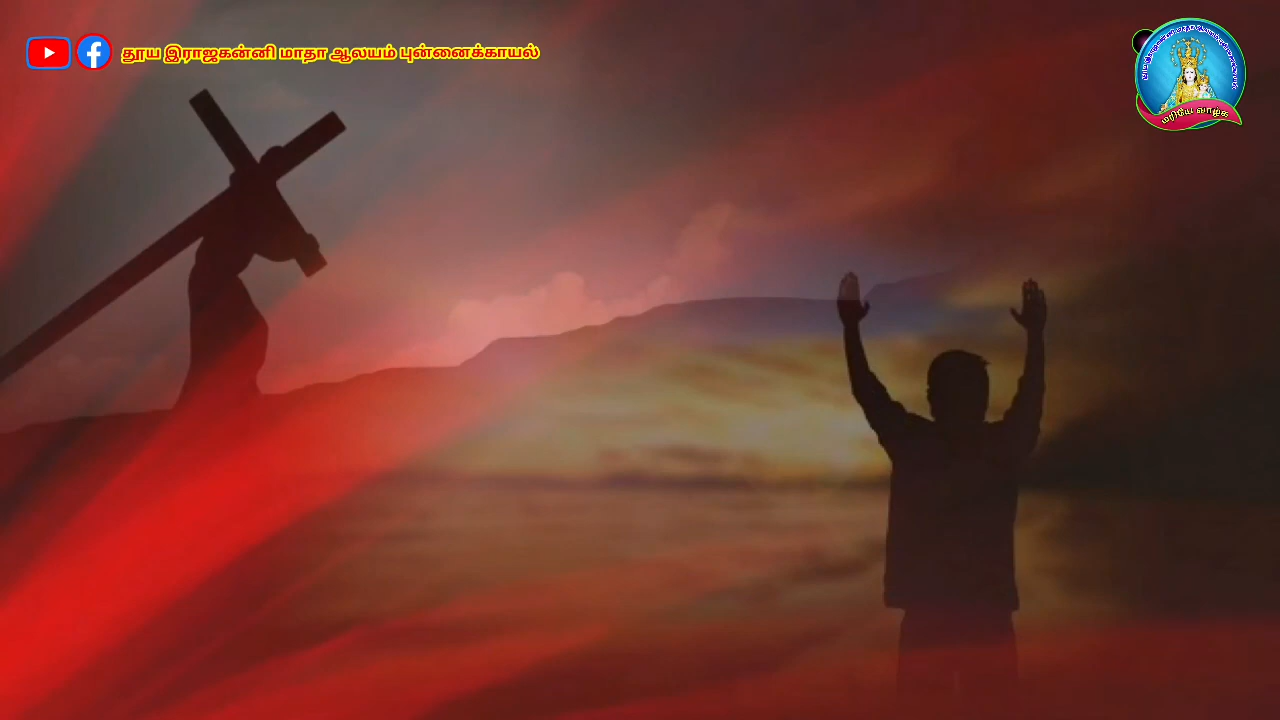 தூய இராஜகன்னி மாதா ஆலயம் புன்னைக்காயல்
மரியே வாழ்க